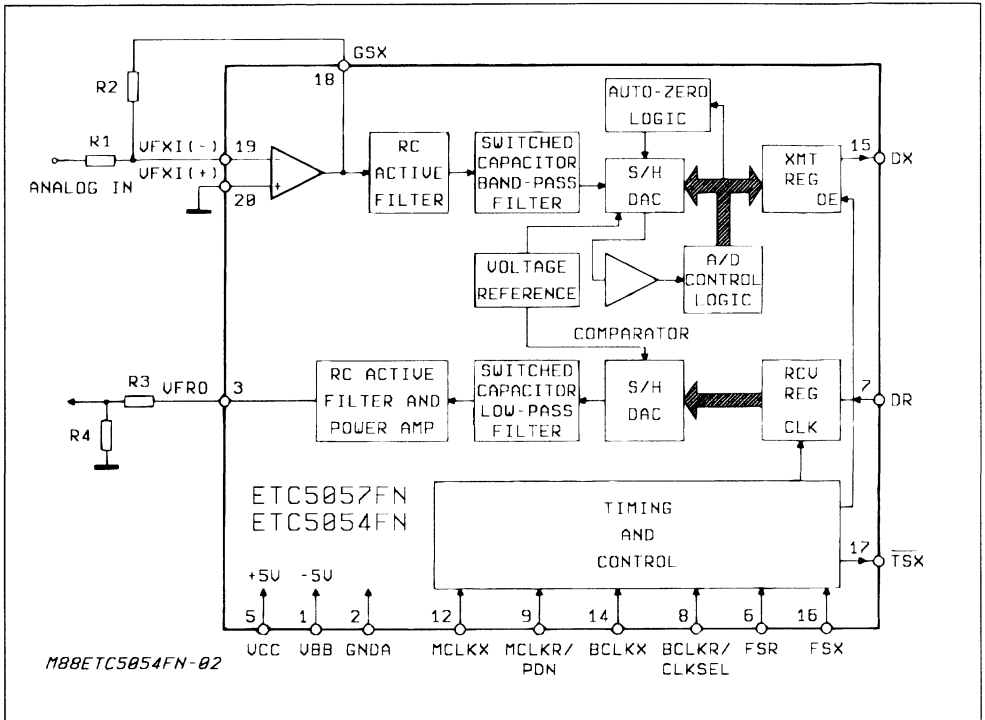 GSX
18
R2
R1
VFXI(-)
19
VFXI(+)
20
ANALOG IN
RC
ACTIVE
FILTER
SWITCHED
CAPACITOR
BAND-PASS
FILTER
AUTO-ZERO
LOGIC
S/H
DAC
XMT
REG
OE
15
DX
VOLTAGE
REFERENCE
A/D
CONTROL
LOGIC
COMPARATOR
R3
VFRO
3
R4
RC ACTIVE
FILTER AND
POWER AMP
SWITCHED
CAPACITOR
LOW-PASS
FILTER
S/H
DAC
RCV
REG
CLK
7
DR
ETC5057FN
ETC5054FN
TIMING
AND
CONTROL
17
TSX
+5V
-5V
5
1
2
12
9
14
8
6
16
VCC
VBB
GNDA
MCLKX
MCLKR/
PDN
BCLKX
BCLKR/
CLKSEL
FSR
FSX
M88ETC5054FN-02